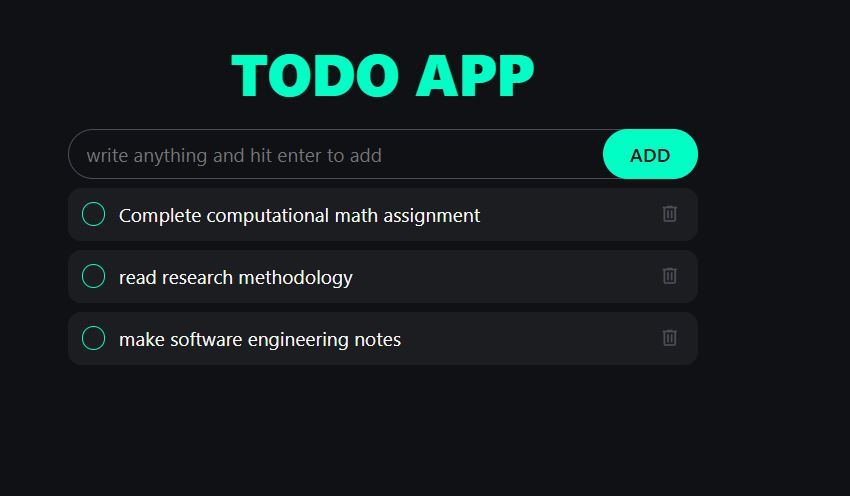 TODO APP
write anything and hit enter to add
ADD
Complete computational math assignment
read research methodology
make software engineering notes